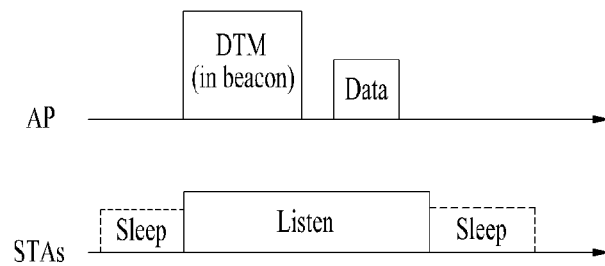 DTM
(in beacon)
Data
AP
Sleep
Listen
Sleep
STAs